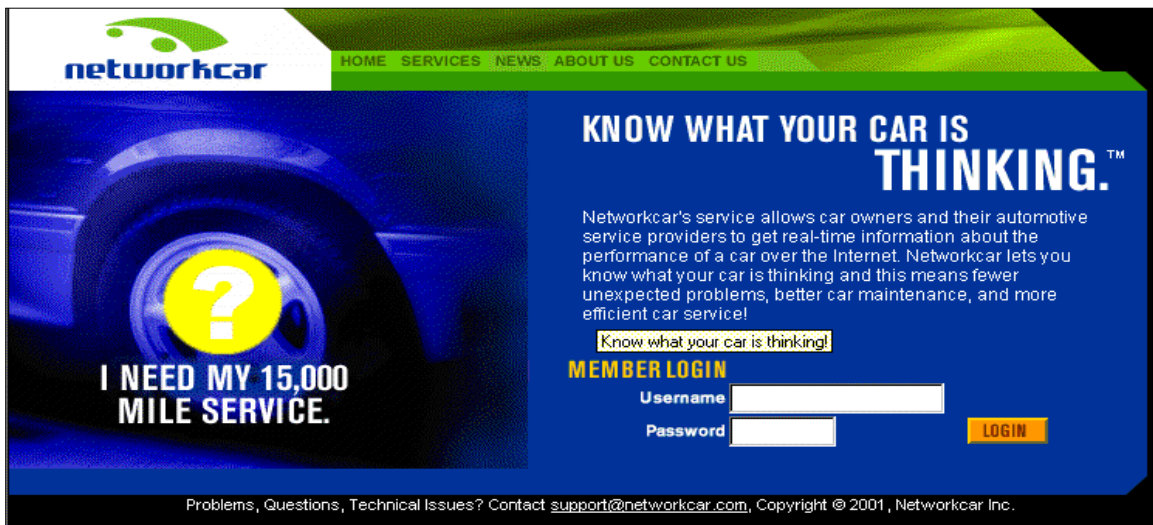 networkcar
HOME SERVICES NEWS ABOUT US CONTACT US
KNOW WHAT YOUR CAR IS
THINKING.™
Networkcar's service allows car owners and their automotive
service providers to get real-time information about the
performance of a car over the Internet. Networkcar lets you
know what your car is thinking and this means fewer
unexpected problems, better car maintenance, and more
efficient car service!
Know what your car is thinking!
?
I NEED MY 15,000
MILE SERVICE.
MEMBER LOGIN
Username
Password
LOGIN
Problems, Questions, Technical Issues? Contact support@networkcar.com, Copyright © 2001, Networkcar Inc.